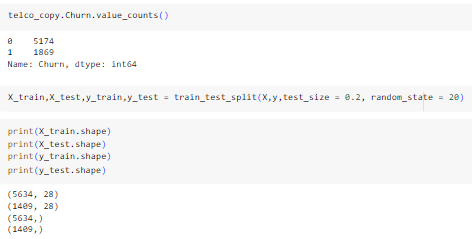 telco_copy.Churn.value_counts()
0    5174
1    1869
Name: Churn, dtype: int64
X_train,X_test,y_train,y_test = train_test_split(X,y,test_size = 0.2, random_state = 20)
print(X_train.shape)
print(X_test.shape)
print(y_train.shape)
print(y_test.shape)
(5634, 28)
(1409, 28)
(5634,)
(1409,)